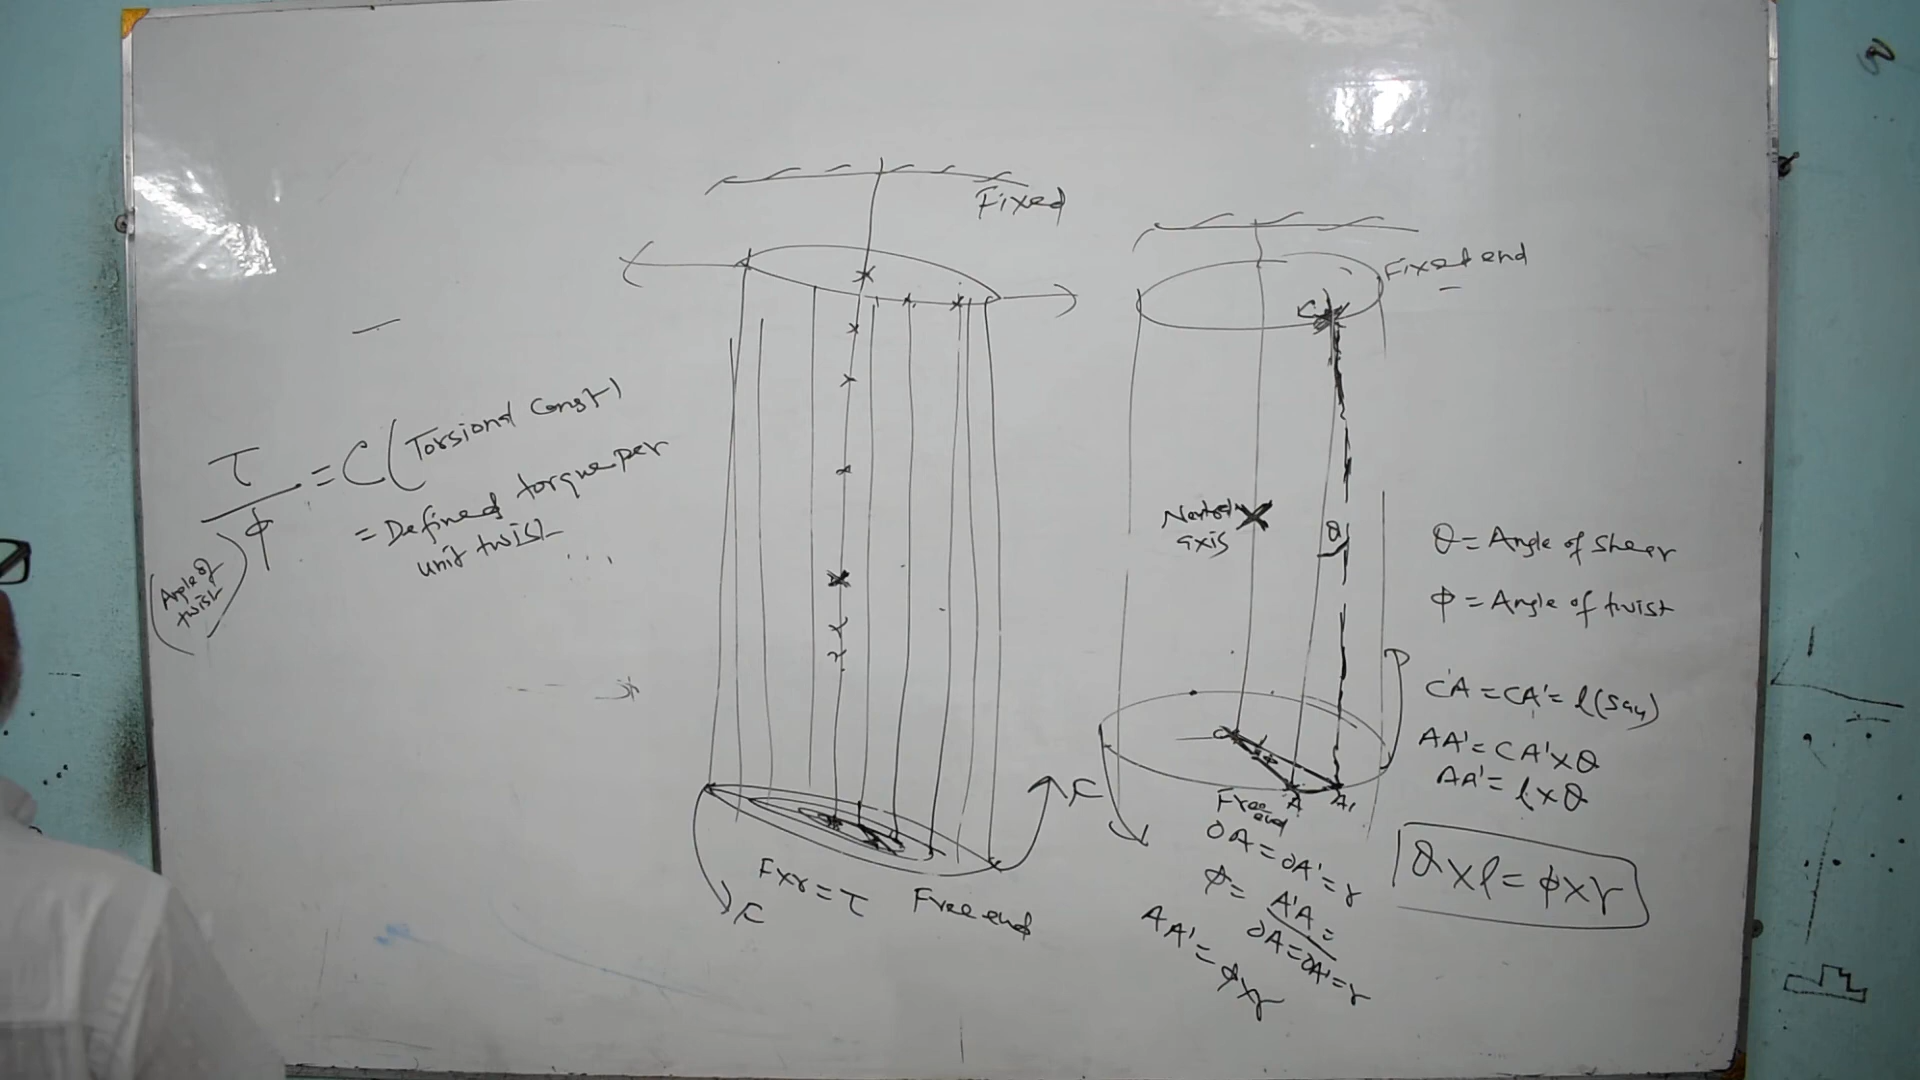 Fixed
τ/φ = C (Torsional const)
= Defined torque per
unit twist
(Angle of
twist)
F
F
F×r = τ
Free end
Fixed end
C
Neutral
axis
θ
O
φ
A
A₁
Free
end
OA = OA' = r
φ = A'A =
OA = OA' = r
AA' = φ×r
θ = Angle of shear
φ = Angle of twist
CA = CA' = l (say)
AA' = CA' × θ
AA' = l × θ
θ × l = φ × r